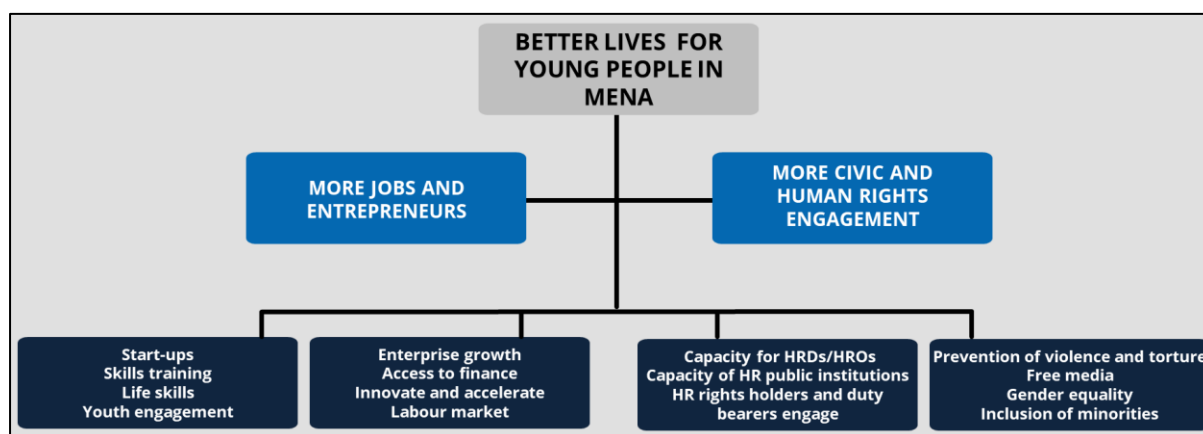 BETTER LIVES FOR
YOUNG PEOPLE IN
MENA
MORE JOBS AND
ENTREPRENEURS
MORE CIVIC AND
HUMAN RIGHTS
ENGAGEMENT
Start-ups
Skills training
Life skills
Youth engagement
Enterprise growth
Access to finance
Innovate and accelerate
Labour market
Capacity for HRDs/HROs
Capacity of HR public institutions
HR rights holders and duty
bearers engage
Prevention of violence and torture
Free media
Gender equality
Inclusion of minorities